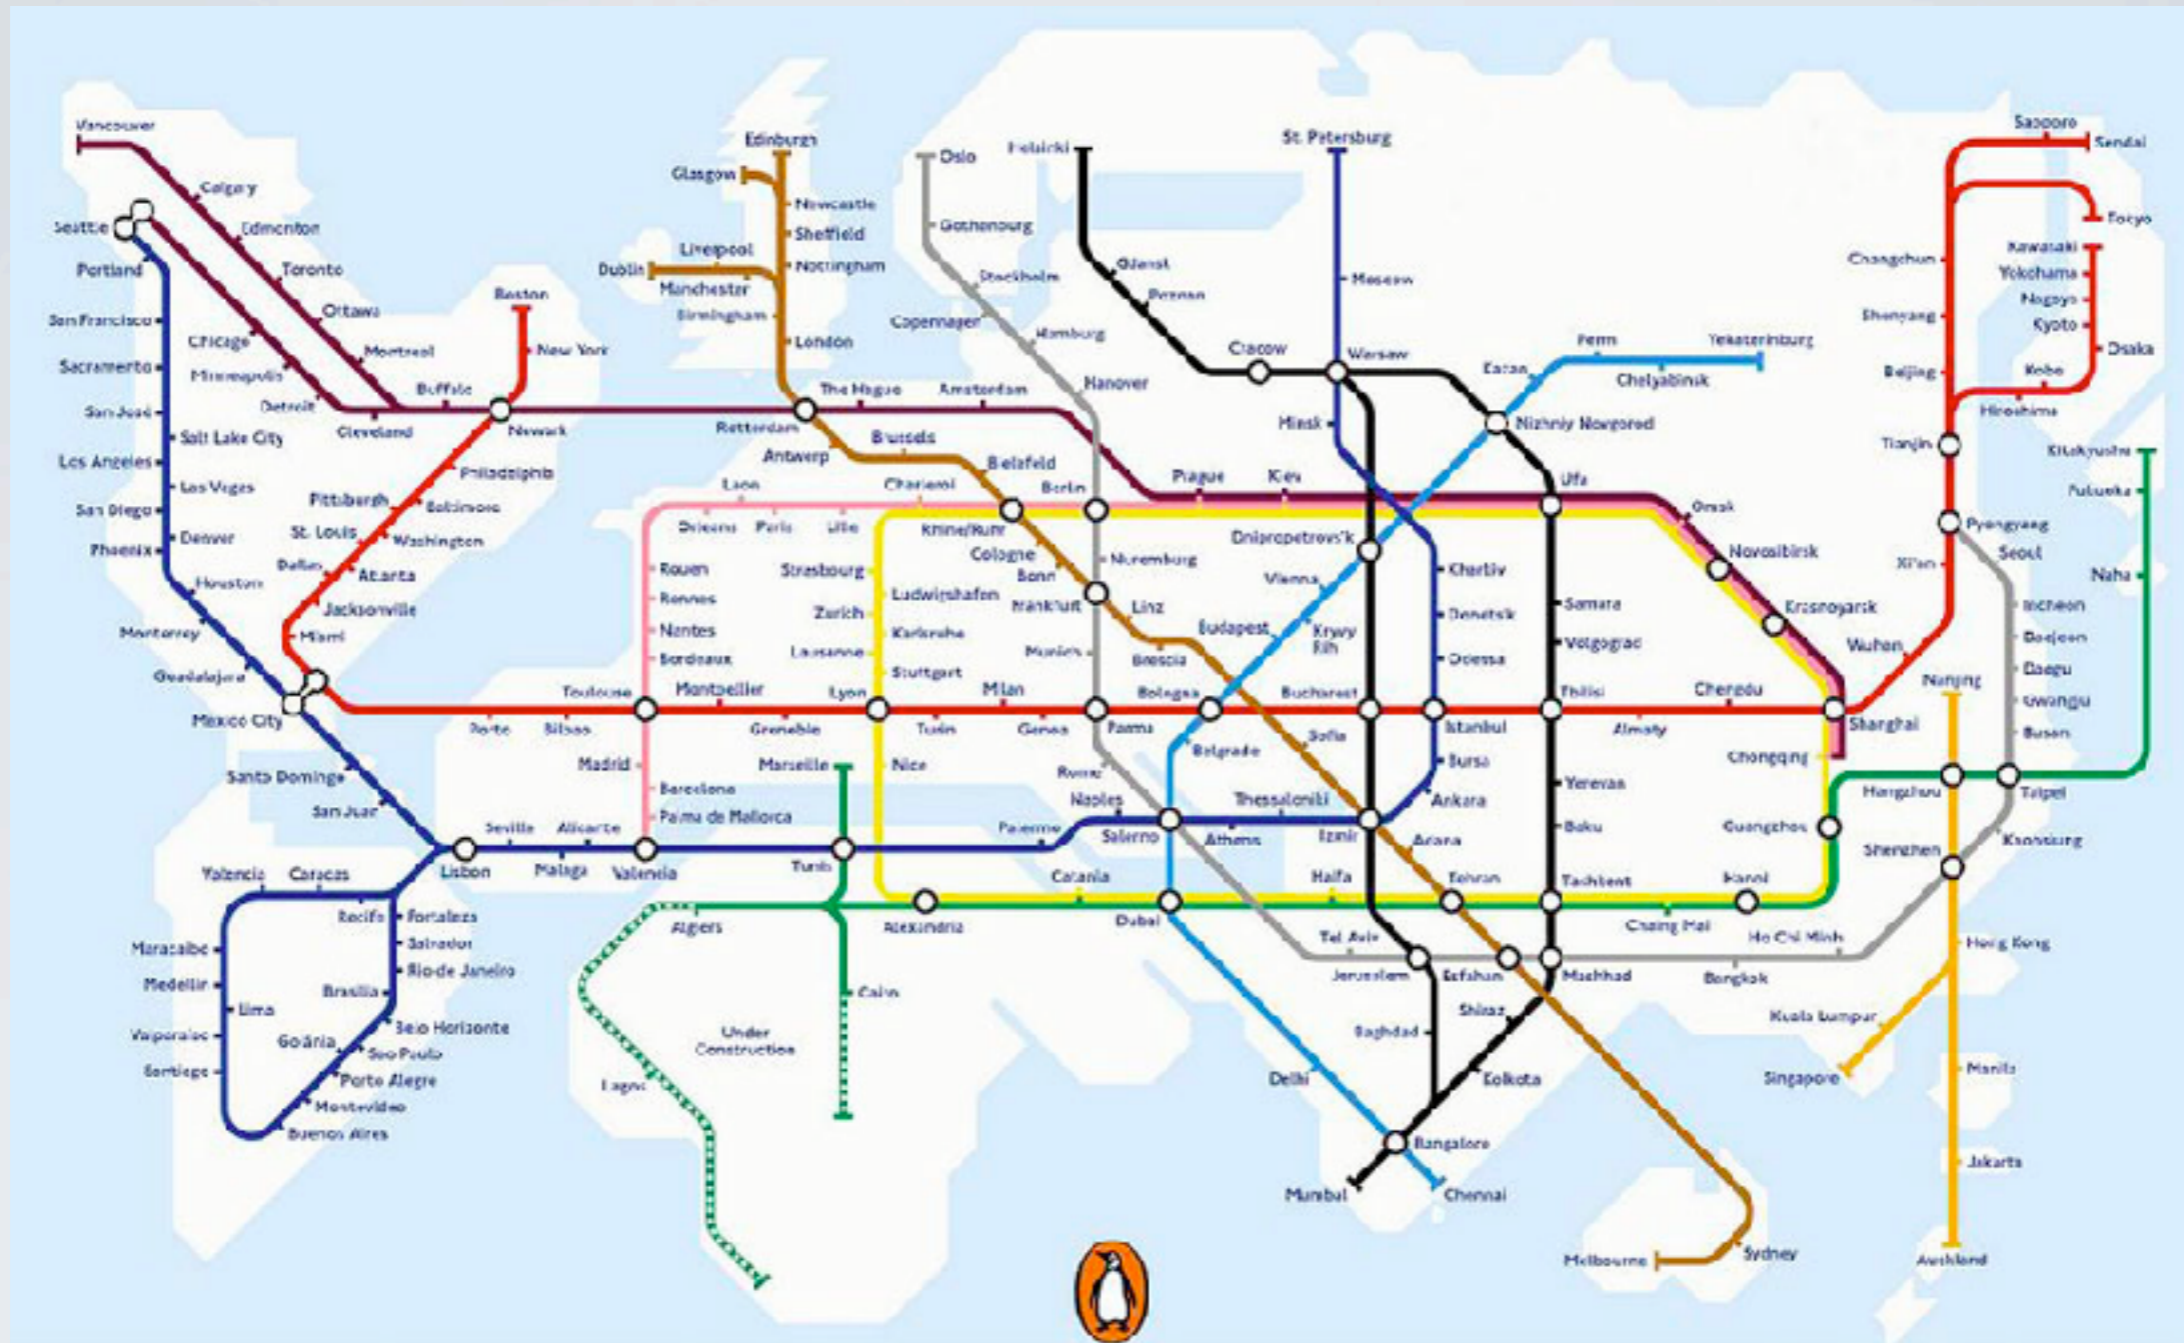 Vancouver
Calgary
Edmonton
Toronto
Ottawa
Montreal
Seattle
Portland
San Francisco
Sacramento
San José
Salt Lake City
Los Angeles
Las Vegas
San Diego
Denver
Phoenix
Houston
Monterrey
Guadalajara
Mexico City
Santo Domingo
San Juan
Chicago
Minneapolis
Detroit
Cleveland
Buffalo
Boston
New York
Newark
Philadelphia
Pittsburgh
Baltimore
St. Louis
Washington
Dallas
Atlanta
Jacksonville
Miami
Valencia
Caracas
Recife
Fortaleza
Maracaibo
Salvador
Medellin
Rio de Janeiro
Brasilia
Lima
Belo Horizonte
Valparaiso
Goiânia
Sao Paulo
Santiago
Porto Alegre
Montevideo
Buenos Aires
Edinburgh
Glasgow
Newcastle
Sheffield
Liverpool
Dublin
Nottingham
Manchester
Birmingham
London
The Hague
Amsterdam
Rotterdam
Antwerp
Brussels
Bielefeld
Charleroi
Berlin
Laon
Orleans
Paris
Lille
Rhine/Ruhr
Cologne
Bonn
Frankfurt
Nuremburg
Rouen
Rennes
Nantes
Bordeaux
Toulouse
Montpellier
Strasbourg
Ludwigshafen
Zurich
Karlsruhe
Lausanne
Stuttgart
Lyon
Milan
Munich
Linz
Brescia
Porto
Bilbao
Grenoble
Turin
Genoa
Parma
Bologna
Madrid
Barcelona
Palma de Mallorca
Marseille
Nice
Rome
Naples
Palermo
Salerno
Lisbon
Seville
Malaga
Alicante
Valencia
Tunis
Algiers
Alexandria
Catania
Cairo
Under
Construction
Lagos
Oslo
Gothenburg
Stockholm
Copenhagen
Hamburg
Hanover
Helsinki
Gdansk
Poznan
Cracow
Warsaw
St. Petersburg
Moscow
Minsk
Kazan
Perm
Yekaterinburg
Chelyabinsk
Nizhniy Novgorod
Prague
Kiev
Ufa
Omsk
Novosibirsk
Krasnoyarsk
Dnipropetrovs'k
Vienna
Kharkiv
Donetsk
Budapest
Kryvy
Rih
Odessa
Samara
Volgograd
Bucharest
Istanbul
Tbilisi
Chengdu
Almaty
Shanghai
Chongqing
Belgrade
Sofia
Bursa
Ankara
Thessaloniki
Athens
Izmir
Adana
Yerevan
Baku
Dubai
Haifa
Tehran
Tashkent
Hanoi
Chaing Mai
Tel Aviv
Jerusalem
Esfahan
Mashhad
Bangkok
Ho Chi Minh
Baghdad
Shiraz
Delhi
Kolkota
Bangalore
Mumbai
Chennai
Melbourne
Sydney
Sapporo
Sendai
Tokyo
Kawasaki
Yokohama
Nagoya
Kyoto
Osaka
Kobe
Hiroshima
Changchun
Shenyang
Beijing
Tianjin
Pyongyang
Xi'an
Wuhan
Nanjing
Kitakyushu
Fukuoka
Naha
Seoul
Incheon
Daejeon
Daegu
Gwangju
Busan
Hangzhou
Taipei
Guangzhou
Shenzhen
Kaohsiung
Hong Kong
Kuala Lumpur
Singapore
Manila
Jakarta
Auckland